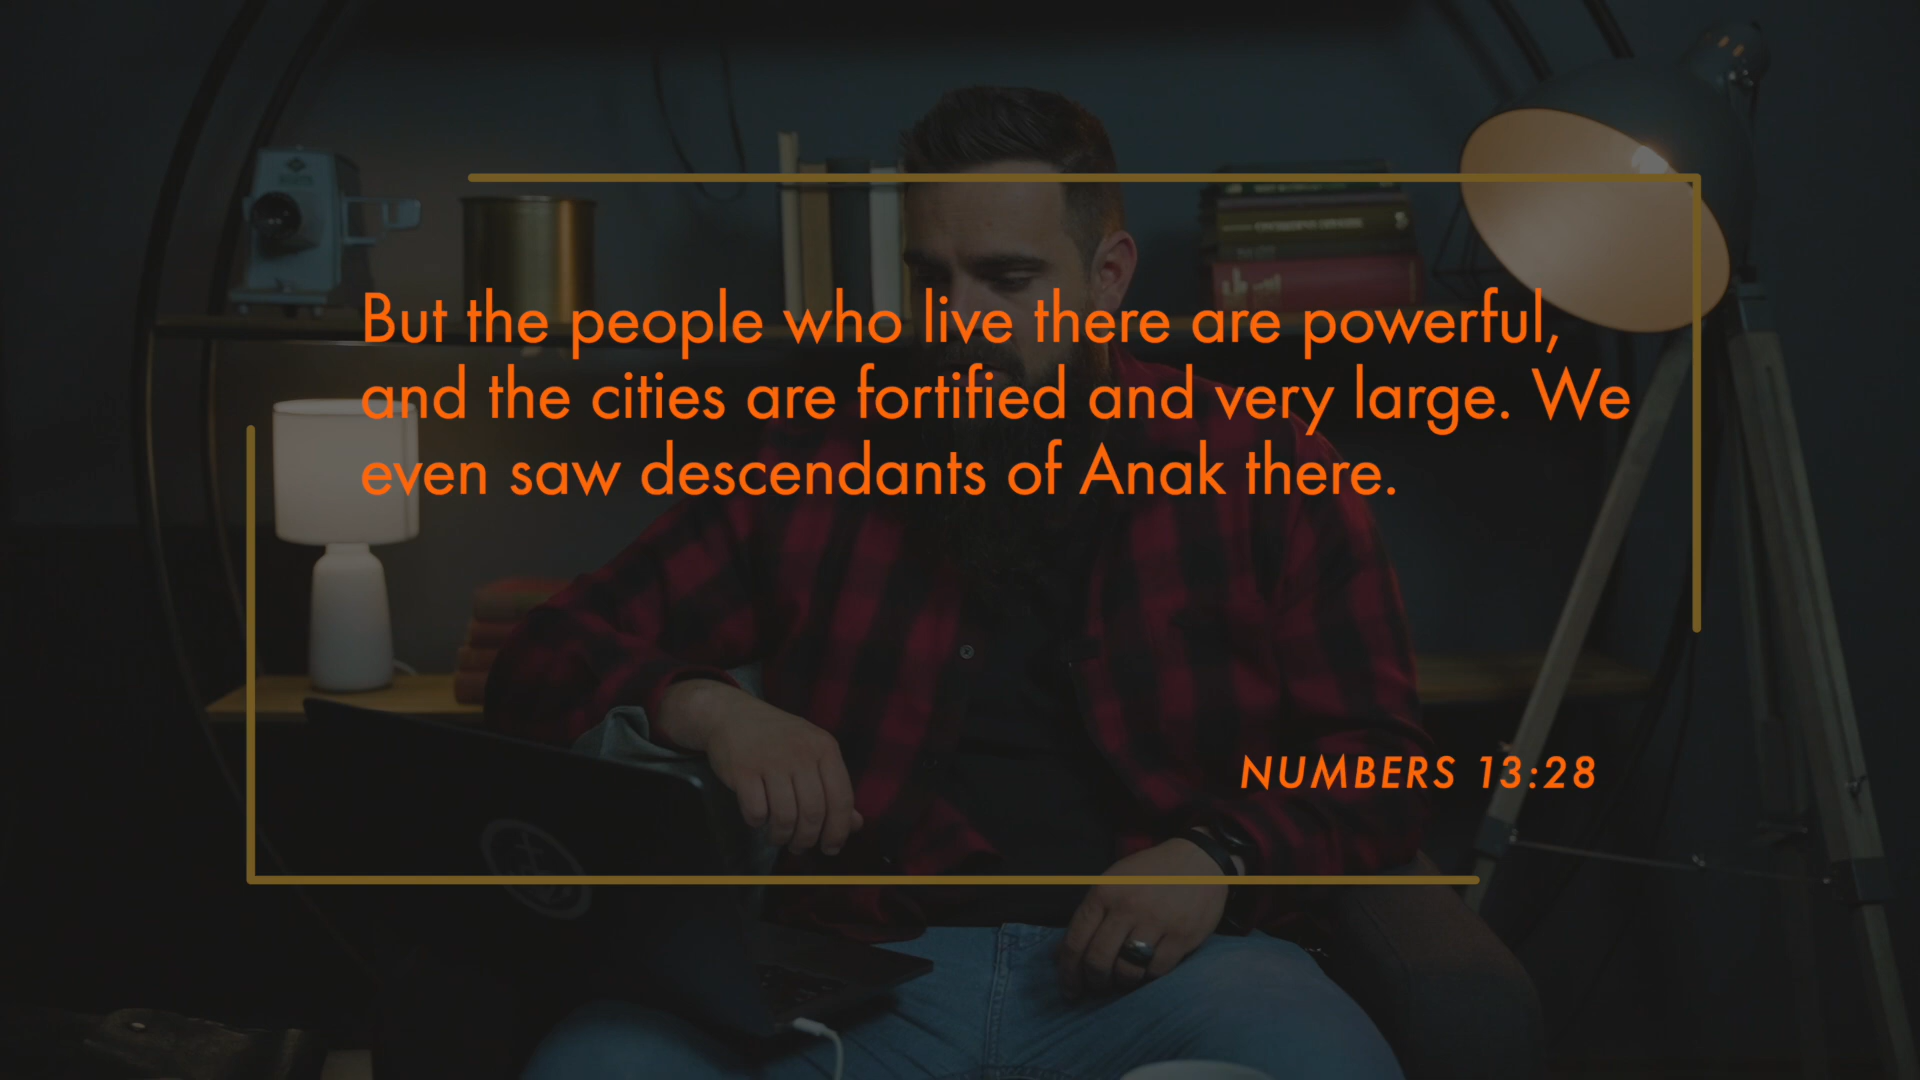 But the people who live there are powerful,
and the cities are fortified and very large. We
even saw descendants of Anak there.
NUMBERS 13:28